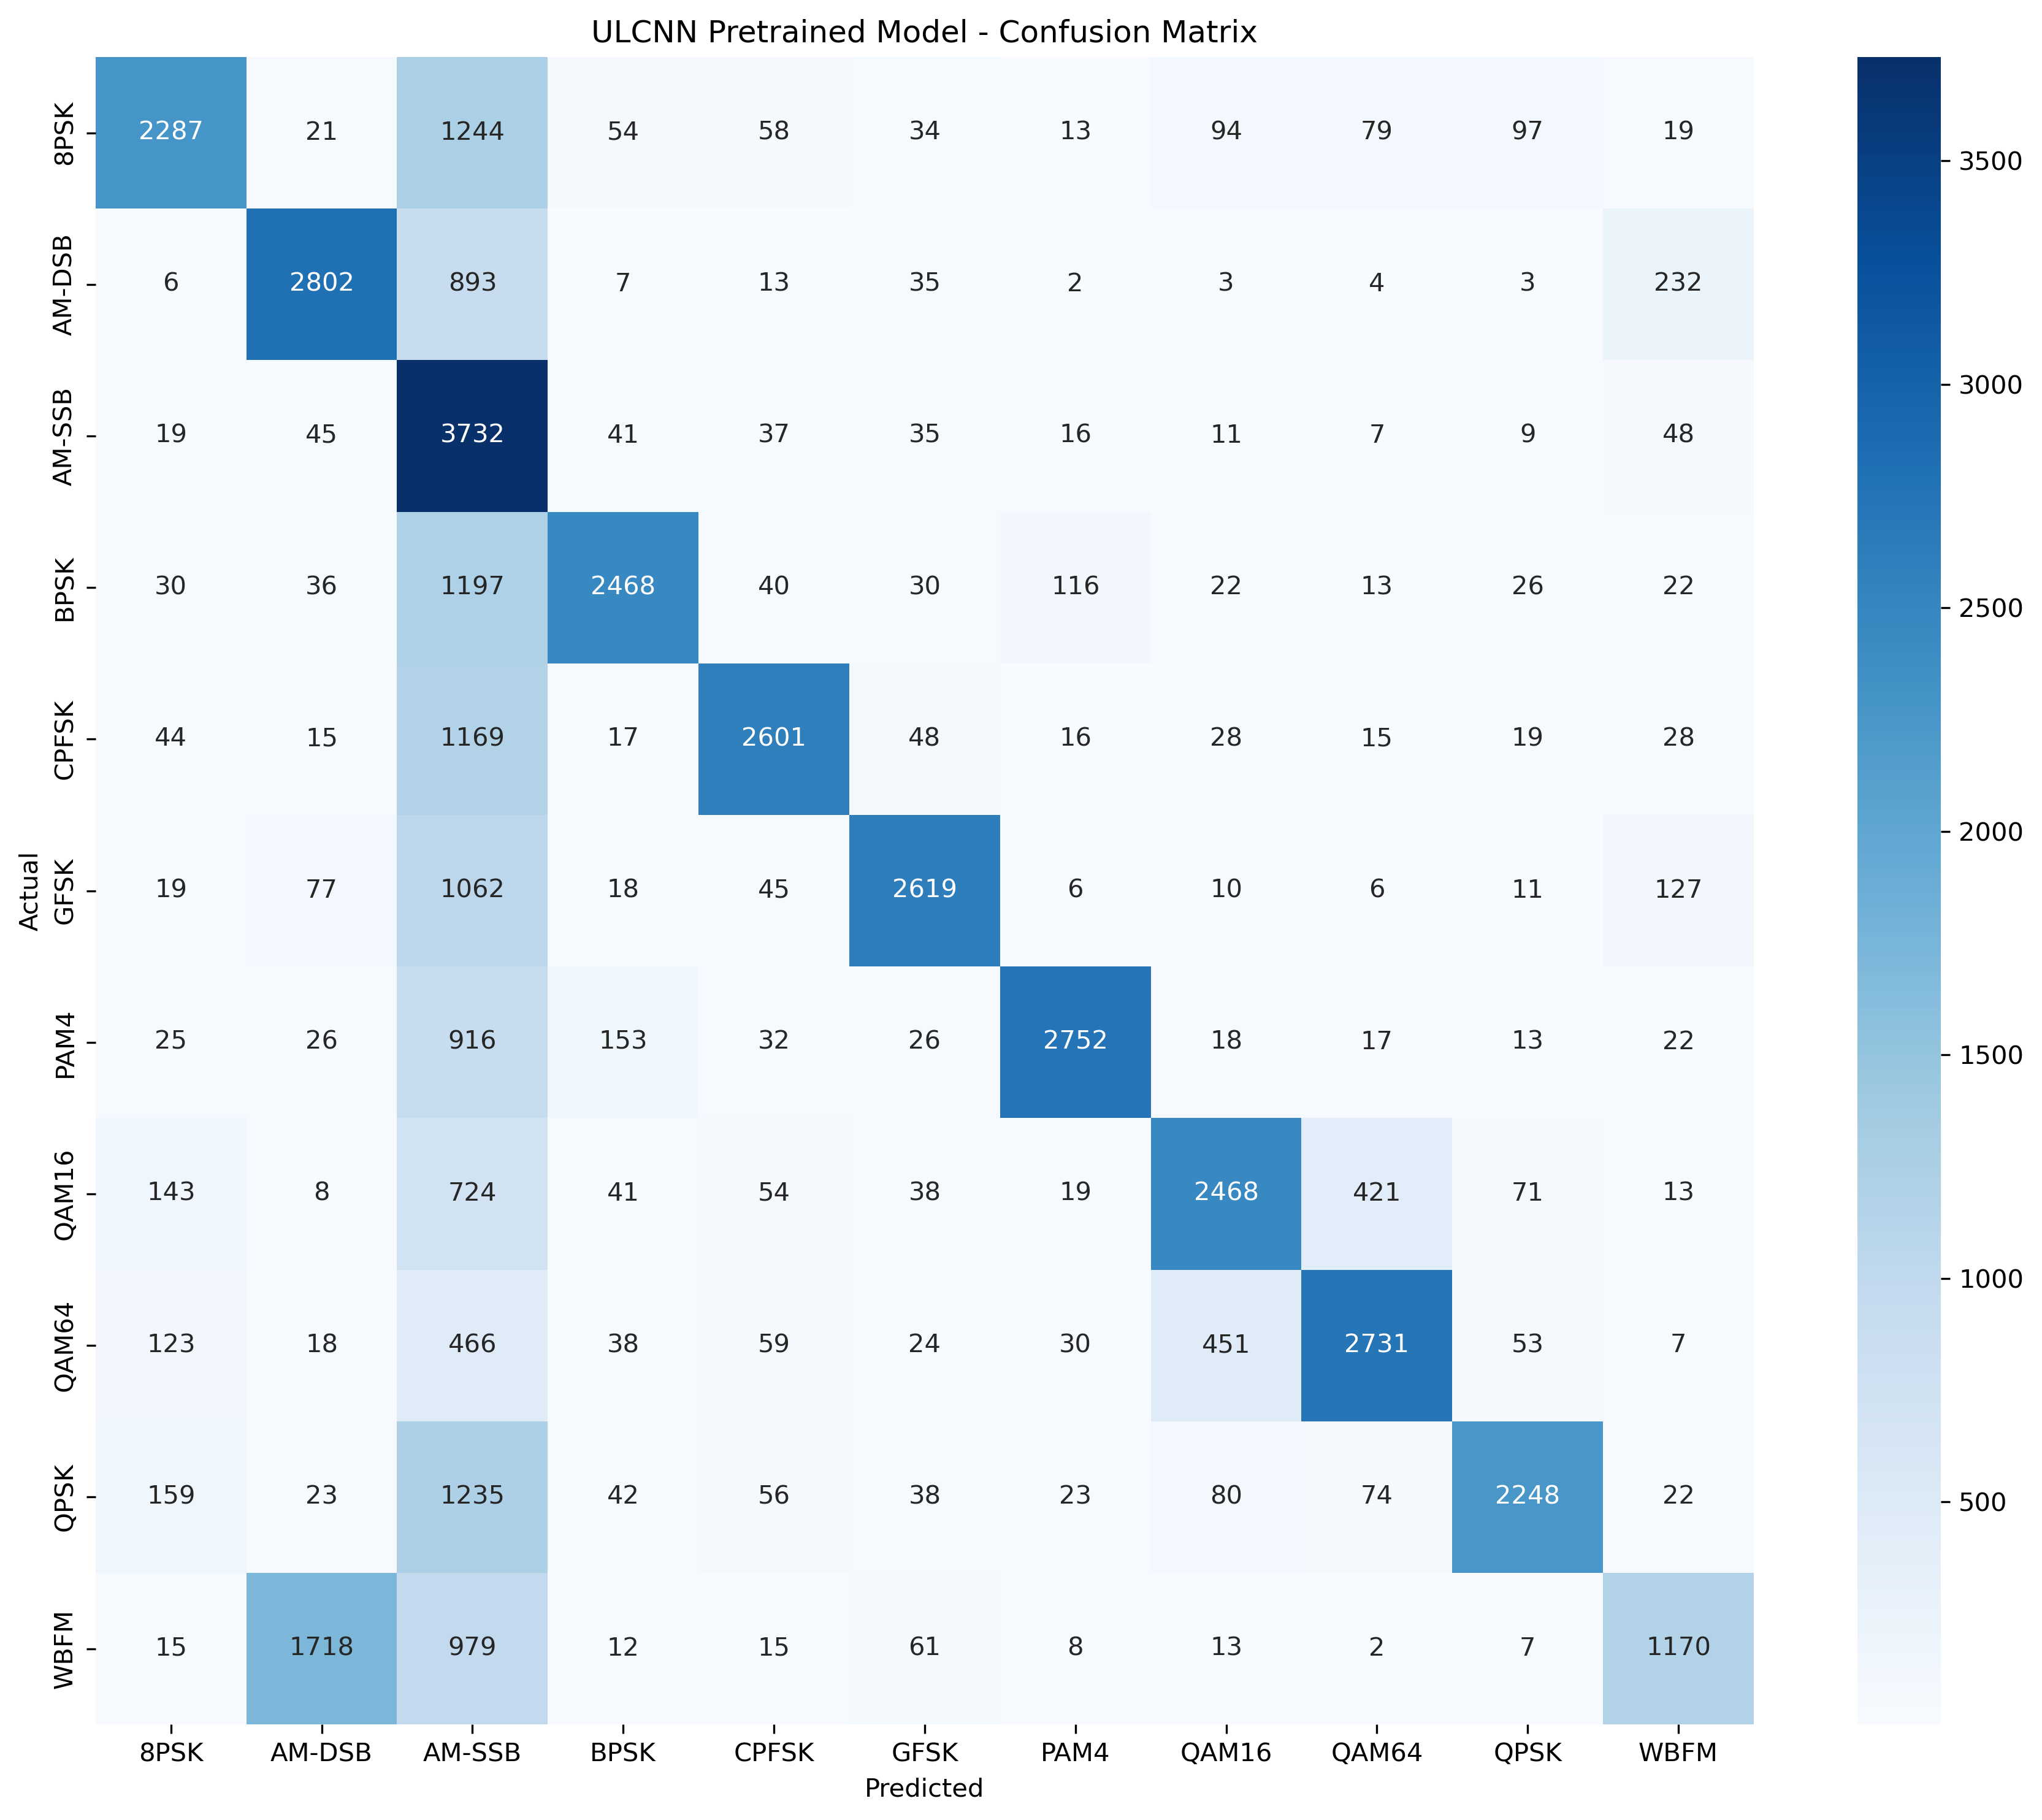 ULCNN Pretrained Model - Confusion Matrix
8PSK 2287 21 1244 54 58 34 13 94 79 97 19
AM-DSB 6 2802 893 7 13 35 2 3 4 3 232
AM-SSB 19 45 3732 41 37 35 16 11 7 9 48
BPSK 30 36 1197 2468 40 30 116 22 13 26 22
CPFSK 44 15 1169 17 2601 48 16 28 15 19 28
GFSK 19 77 1062 18 45 2619 6 10 6 11 127
PAM4 25 26 916 153 32 26 2752 18 17 13 22
QAM16 143 8 724 41 54 38 19 2468 421 71 13
QAM64 123 18 466 38 59 24 30 451 2731 53 7
QPSK 159 23 1235 42 56 38 23 80 74 2248 22
WBFM 15 1718 979 12 15 61 8 13 2 7 1170
8PSK AM-DSB AM-SSB BPSK CPFSK GFSK PAM4 QAM16 QAM64 QPSK WBFM
Predicted
Actual
3500
3000
2500
2000
1500
1000
500